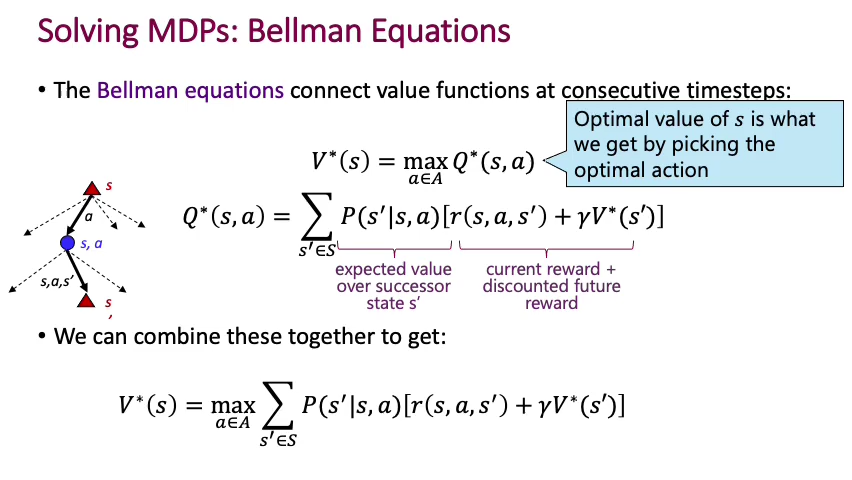 Solving MDPs: Bellman Equations
• The Bellman equations connect value functions at consecutive timesteps:
Optimal value of s is what
we get by picking the
optimal action
V*(s) = max Q*(s, a)
a∈A
Q*(s, a) = ∑ P(s′|s, a)[r(s, a, s′) + γV*(s′)]
s′∈S
expected value
over successor
state s′
current reward +
discounted future
reward
s
a
s, a
s,a,s’
s
’
• We can combine these together to get:
V*(s) = max ∑ P(s′|s, a)[r(s, a, s′) + γV*(s′)]
a∈A s′∈S